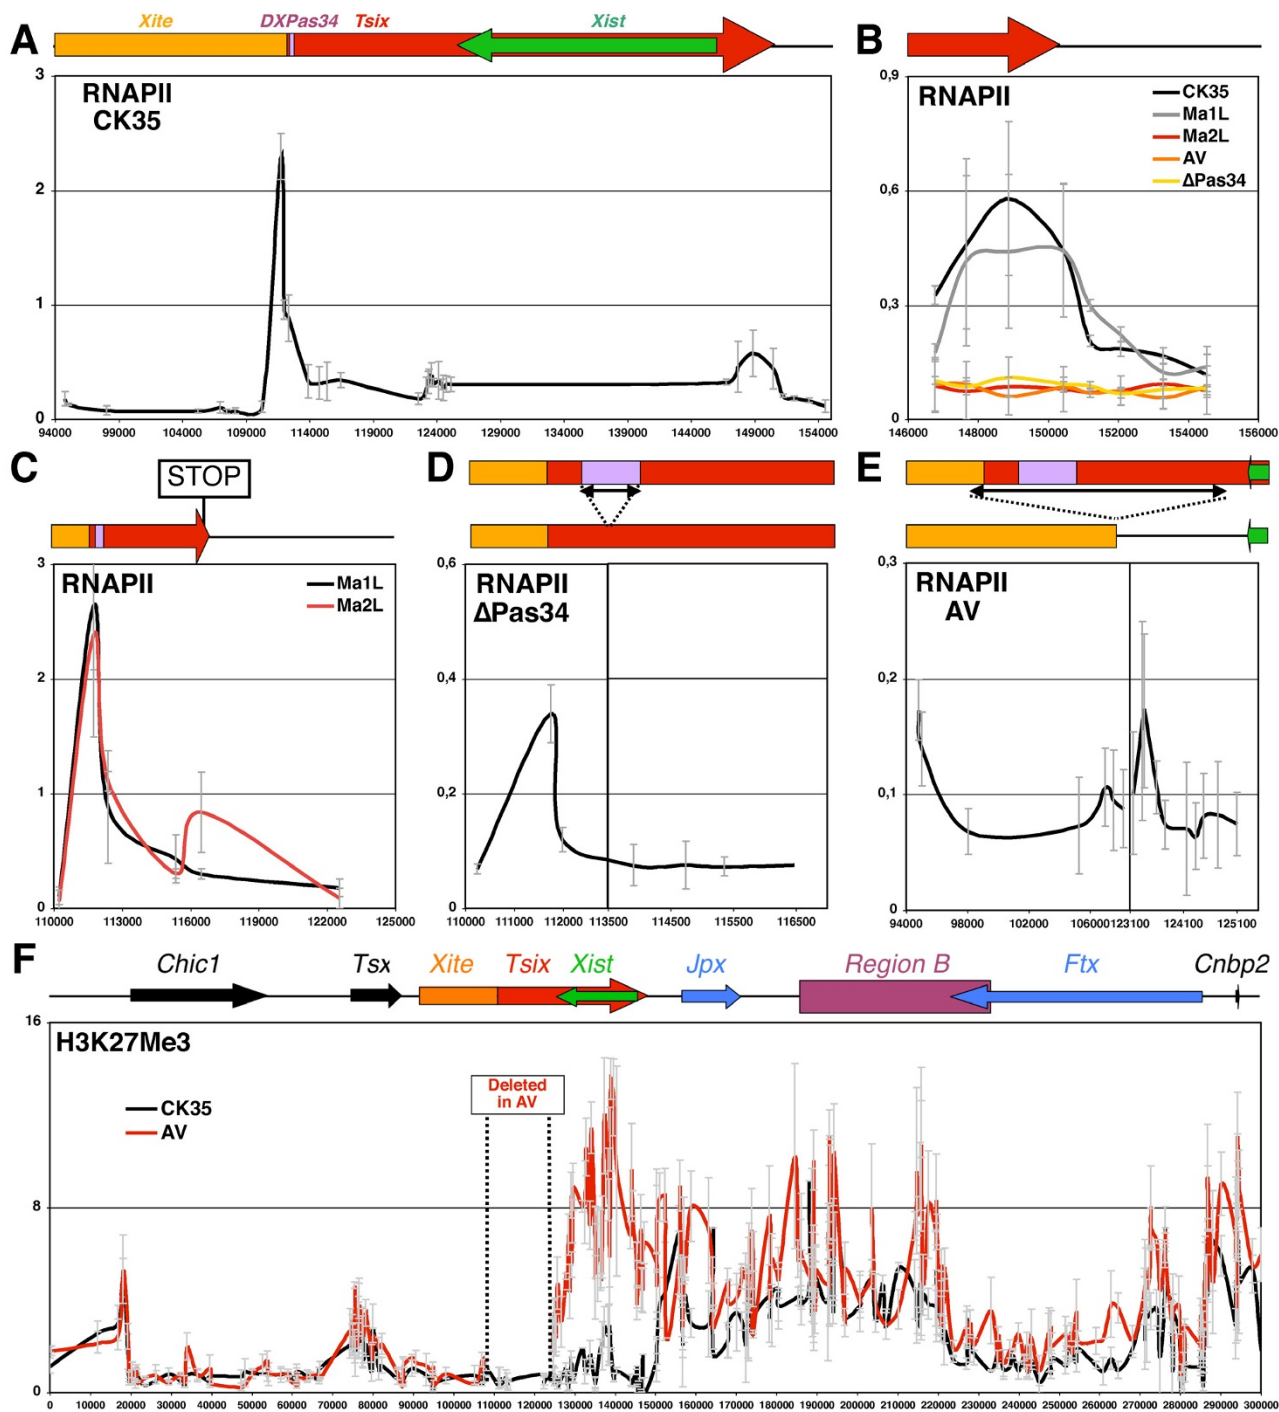 A
Xite DXPas34 Tsix Xist
RNAPII
CK35
3
2
1
0
94000 99000 104000 109000 114000 119000 124000 129000 134000 139000 144000 149000 154000
B
RNAPII
CK35
Ma1L
Ma2L
AV
ΔPas34
0,9
0,6
0,3
0
146000 148000 150000 152000 154000 156000
C
STOP
RNAPII
Ma1L
Ma2L
3
2
1
0
110000 113000 116000 119000 122000 125000
D
RNAPII
ΔPas34
0,6
0,4
0,2
0
110000 111000 112000 113500 114500 115500 116500
E
RNAPII
AV
0,3
0,2
0,1
0
94000 98000 102000 106000 123100 124100 125100
F
Chic1 Tsx Xite Tsix Xist Jpx Region B Ftx Cnbp2
H3K27Me3
CK35
AV
Deleted
in AV
16
8
0
0 10000 20000 30000 40000 50000 60000 70000 80000 90000 100000 110000 120000 130000 140000 150000 160000 170000 180000 190000 200000 210000 220000 230000 240000 250000 260000 270000 280000 290000 300000